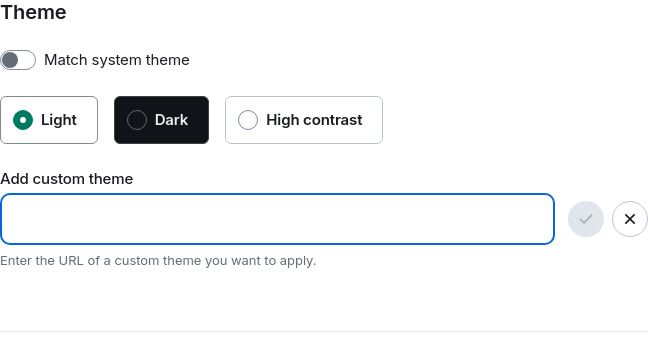 Theme
Match system theme
Light
Dark
High contrast
Add custom theme
Enter the URL of a custom theme you want to apply.